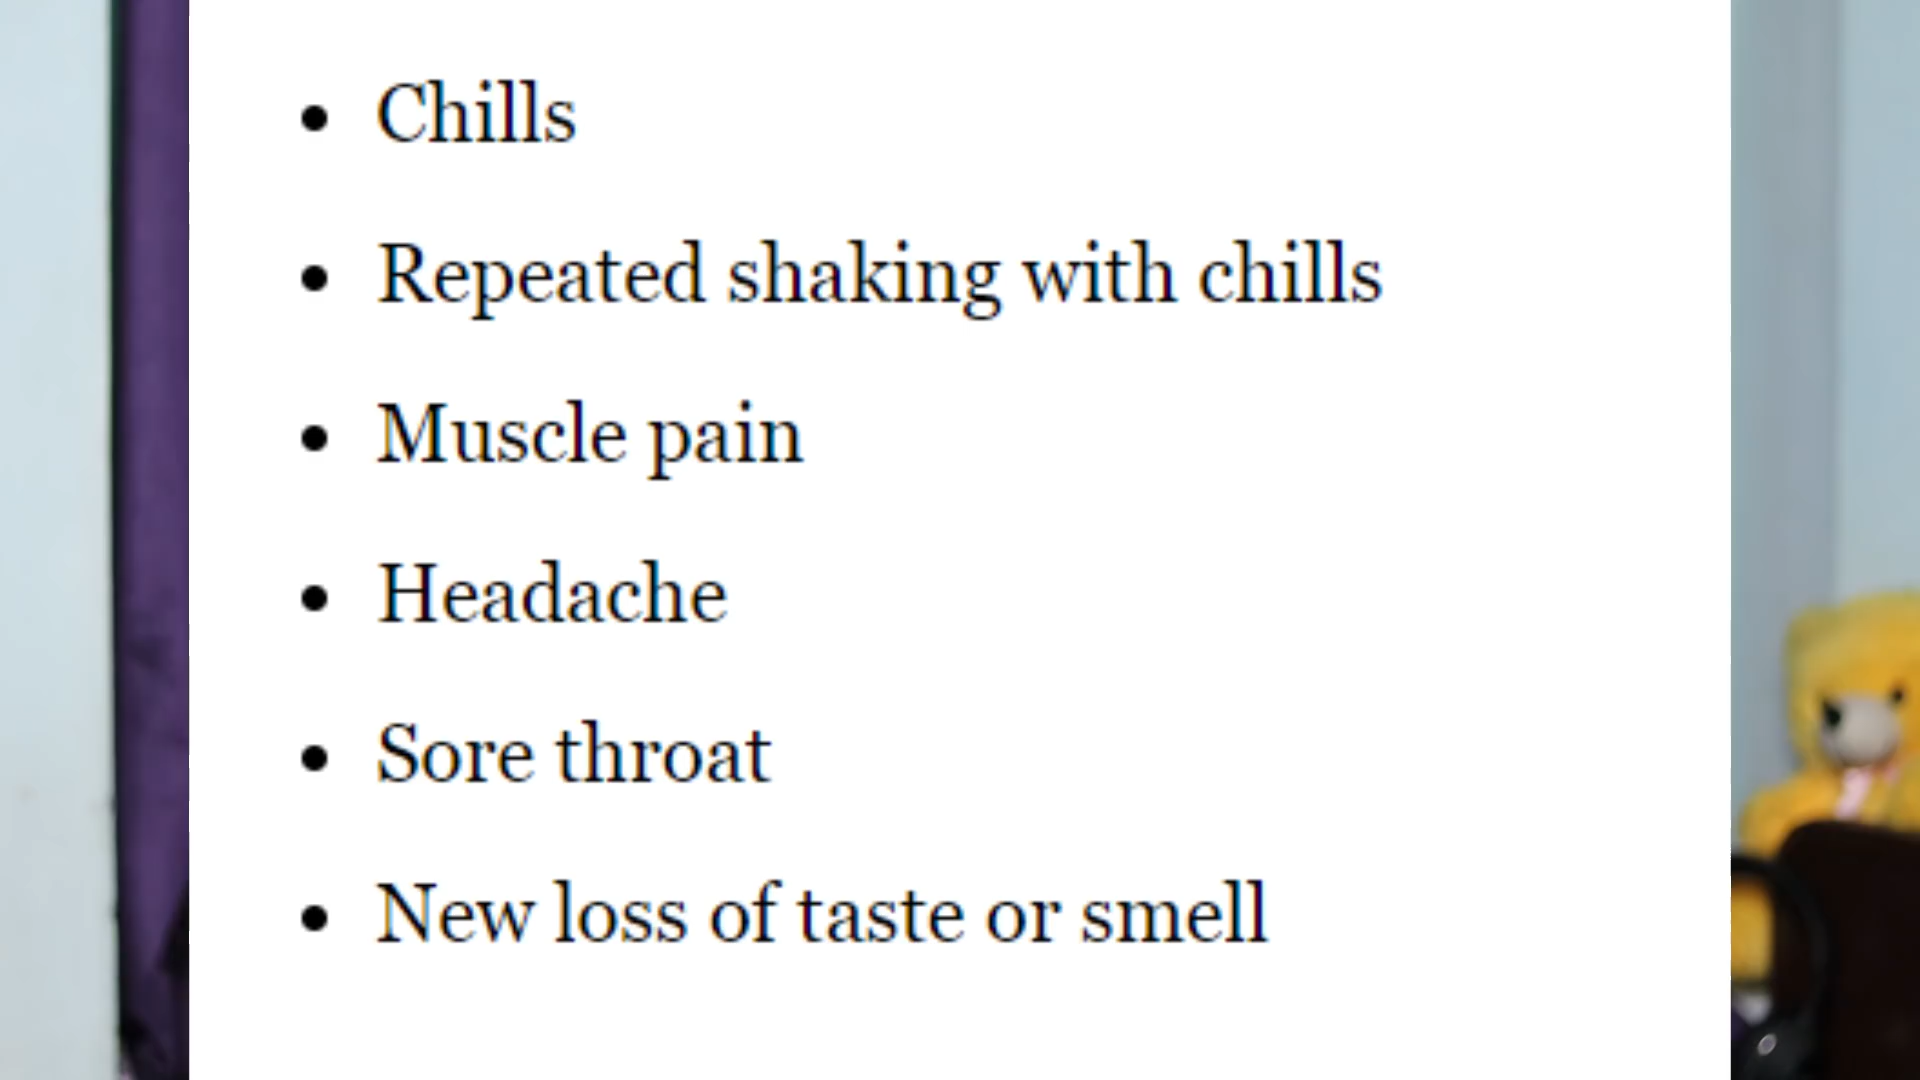 • Chills
• Repeated shaking with chills
• Muscle pain
• Headache
• Sore throat
• New loss of taste or smell